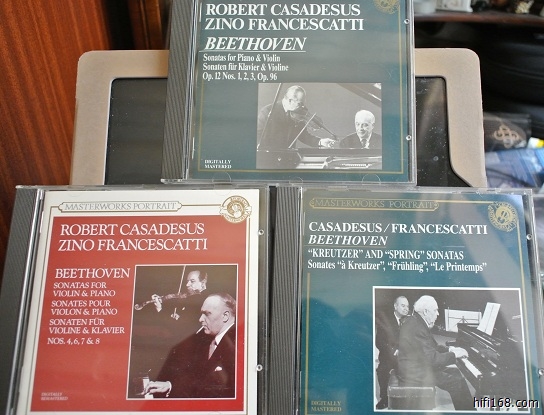 ROBERT CASADESUS
ZINO FRANCESCATTI
BEETHOVEN
Sonatas for Piano & Violin
Sonaten für Klavier & Violine
Op. 12 Nos. 1, 2, 3, Op. 96
DIGITALLY
MASTERED
MASTERWORKS PORTRAIT
ROBERT CASADESUS
ZINO FRANCESCATTI
BEETHOVEN
SONATAS FOR
VIOLIN & PIANO
SONATES POUR
VIOLON & PIANO
SONATEN FÜR
VIOLINE & KLAVIER
NOS. 4, 6, 7 & 8
DIGITALLY
REMASTERED
MASTERWORKS PORTRAIT
CASADESUS/FRANCESCATTI
BEETHOVEN
"KREUTZER" AND "SPRING" SONATAS
Sonates "à Kreutzer", "Frühling", "Le Printemps"
DIGITALLY
MASTERED
hifi168.com